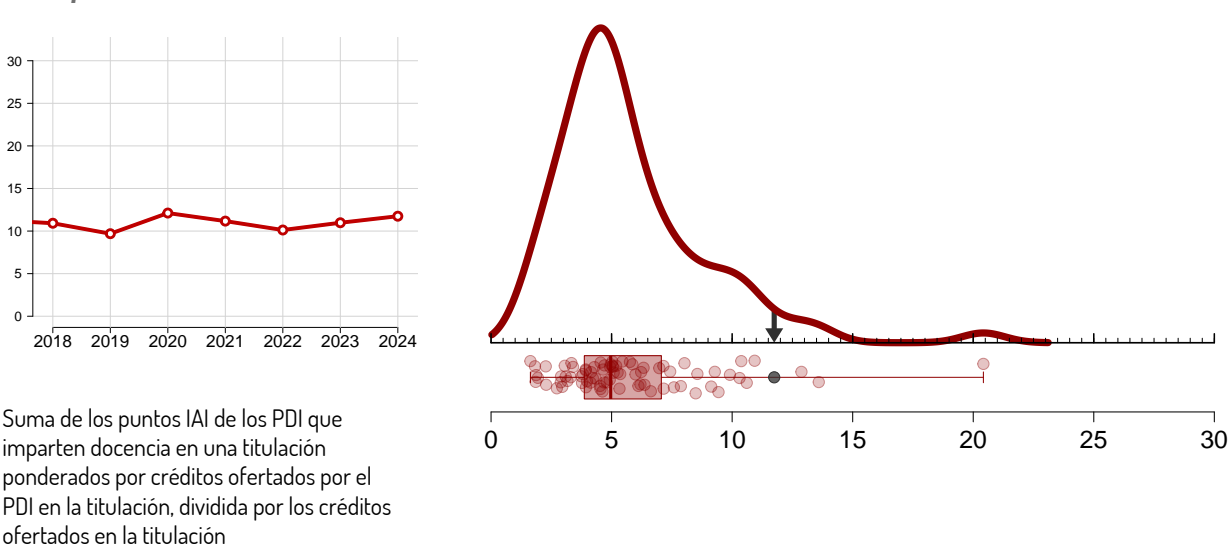 30
25
20
15
10
5
0
2018 2019 2020 2021 2022 2023 2024
Suma de los puntos IAI de los PDI que
imparten docencia en una titulación
ponderados por créditos ofertados por el
PDI en la titulación, dividida por los créditos
ofertados en la titulación
0 5 10 15 20 25 30